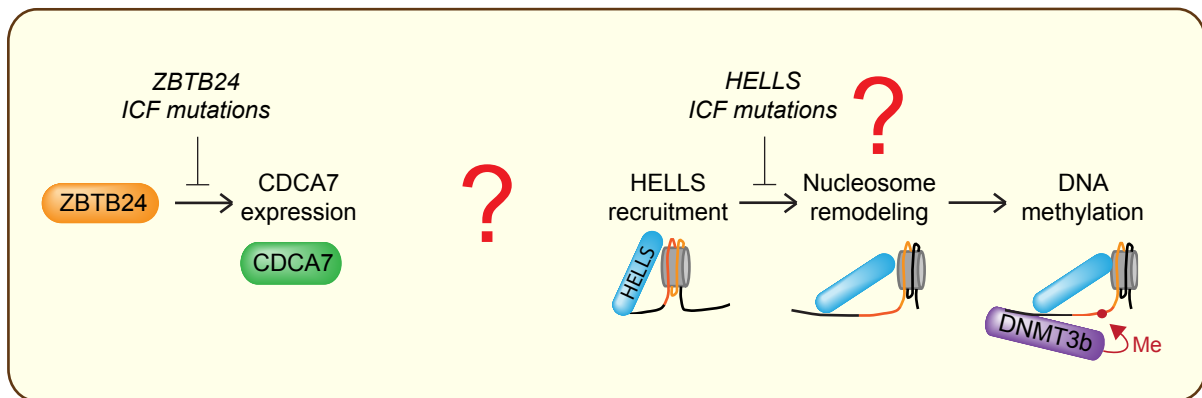 ZBTB24
ICF mutations
ZBTB24
CDCA7
expression
CDCA7
?
HELLS
ICF mutations
?
HELLS
recruitment
Nucleosome
remodeling
DNA
methylation
HELLS
DNMT3b
Me